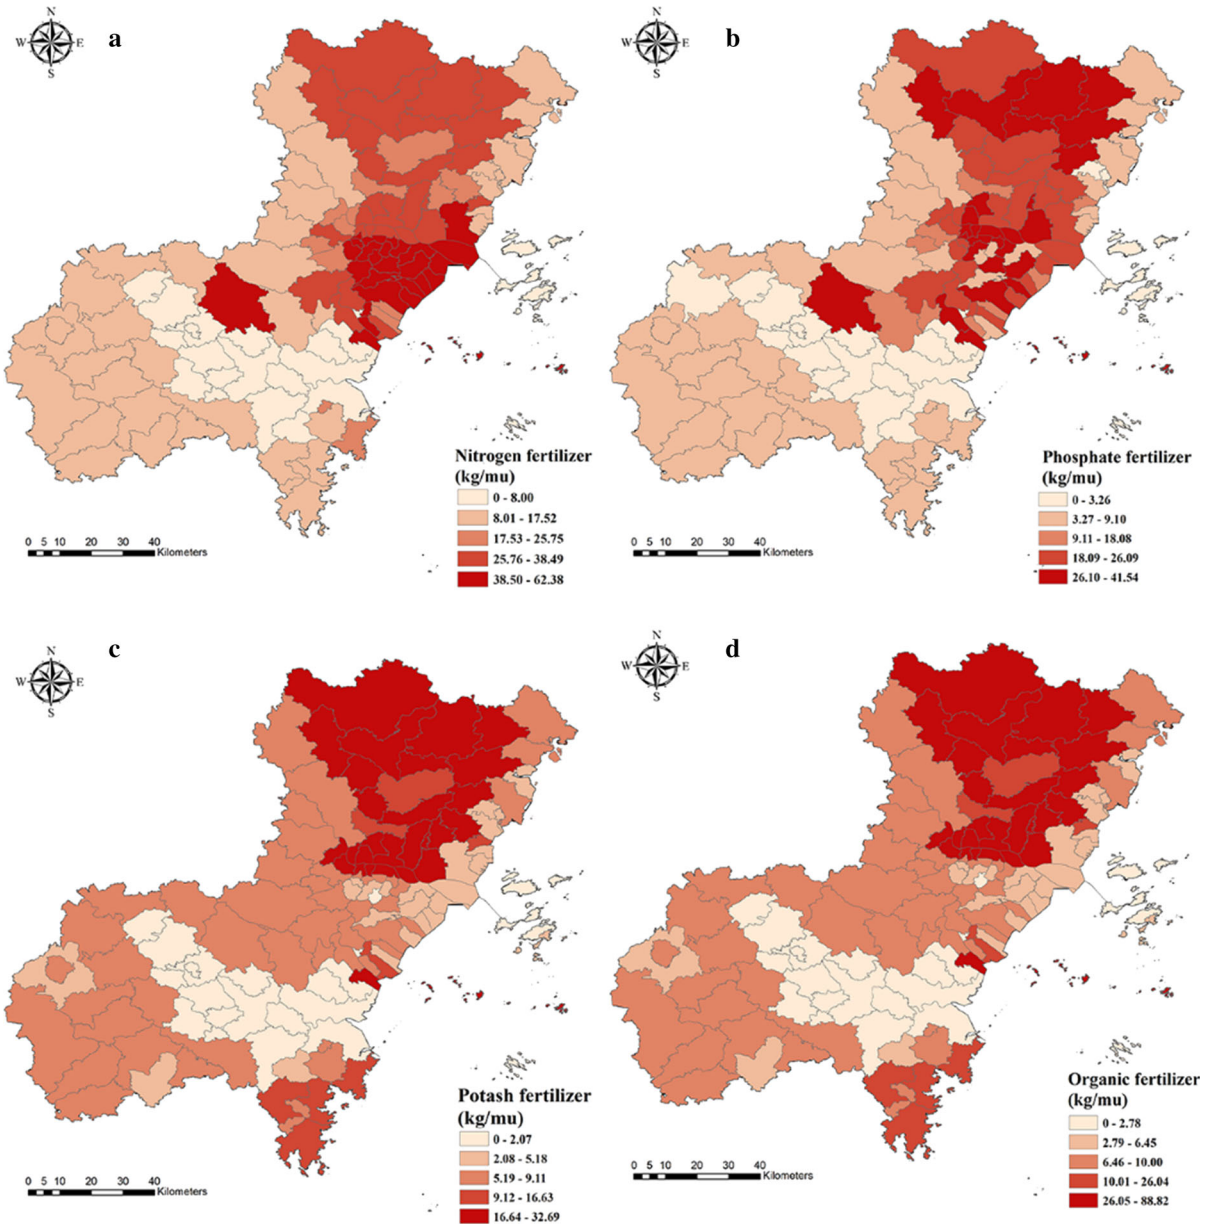 N
W E
S
a
Nitrogen fertilizer
(kg/mu)
0 - 8.00
8.01 - 17.52
17.53 - 25.75
25.76 - 38.49
38.50 - 62.38
0 5 10 20 30 40
Kilometers
N
W E
S
b
Phosphate fertilizer
(kg/mu)
0 - 3.26
3.27 - 9.10
9.11 - 18.08
18.09 - 26.09
26.10 - 41.54
0 5 10 20 30 40
Kilometers
N
W E
S
c
Potash fertilizer
(kg/mu)
0 - 2.07
2.08 - 5.18
5.19 - 9.11
9.12 - 16.63
16.64 - 32.69
0 5 10 20 30 40
Kilometers
N
W E
S
d
Organic fertilizer
(kg/mu)
0 - 2.78
2.79 - 6.45
6.46 - 10.00
10.01 - 26.04
26.05 - 88.82
0 5 10 20 30 40
Kilometers